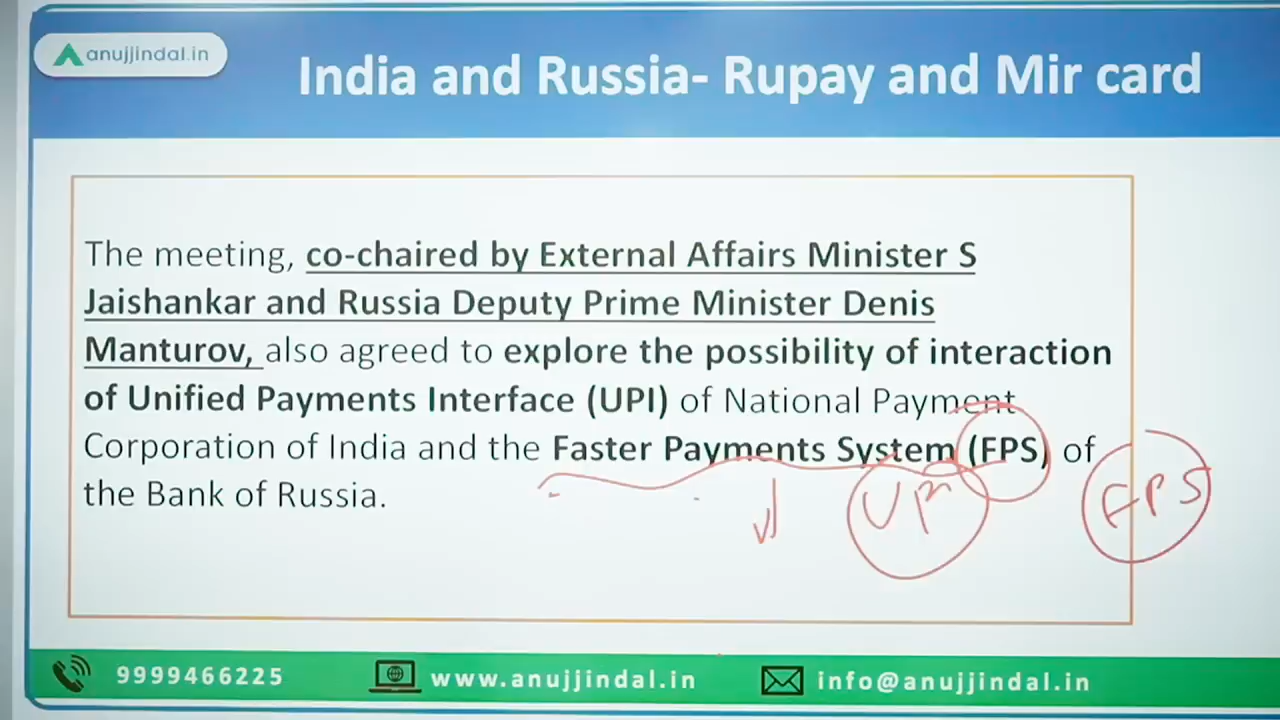 anujjindal.in
India and Russia- Rupay and Mir card
The meeting, co-chaired by External Affairs Minister S
Jaishankar and Russia Deputy Prime Minister Denis
Manturov, also agreed to explore the possibility of interaction
of Unified Payments Interface (UPI) of National Payment
Corporation of India and the Faster Payments System (FPS) of
the Bank of Russia.
UPI
FPS
9999466225
www.anujjindal.in
info@anujjindal.in